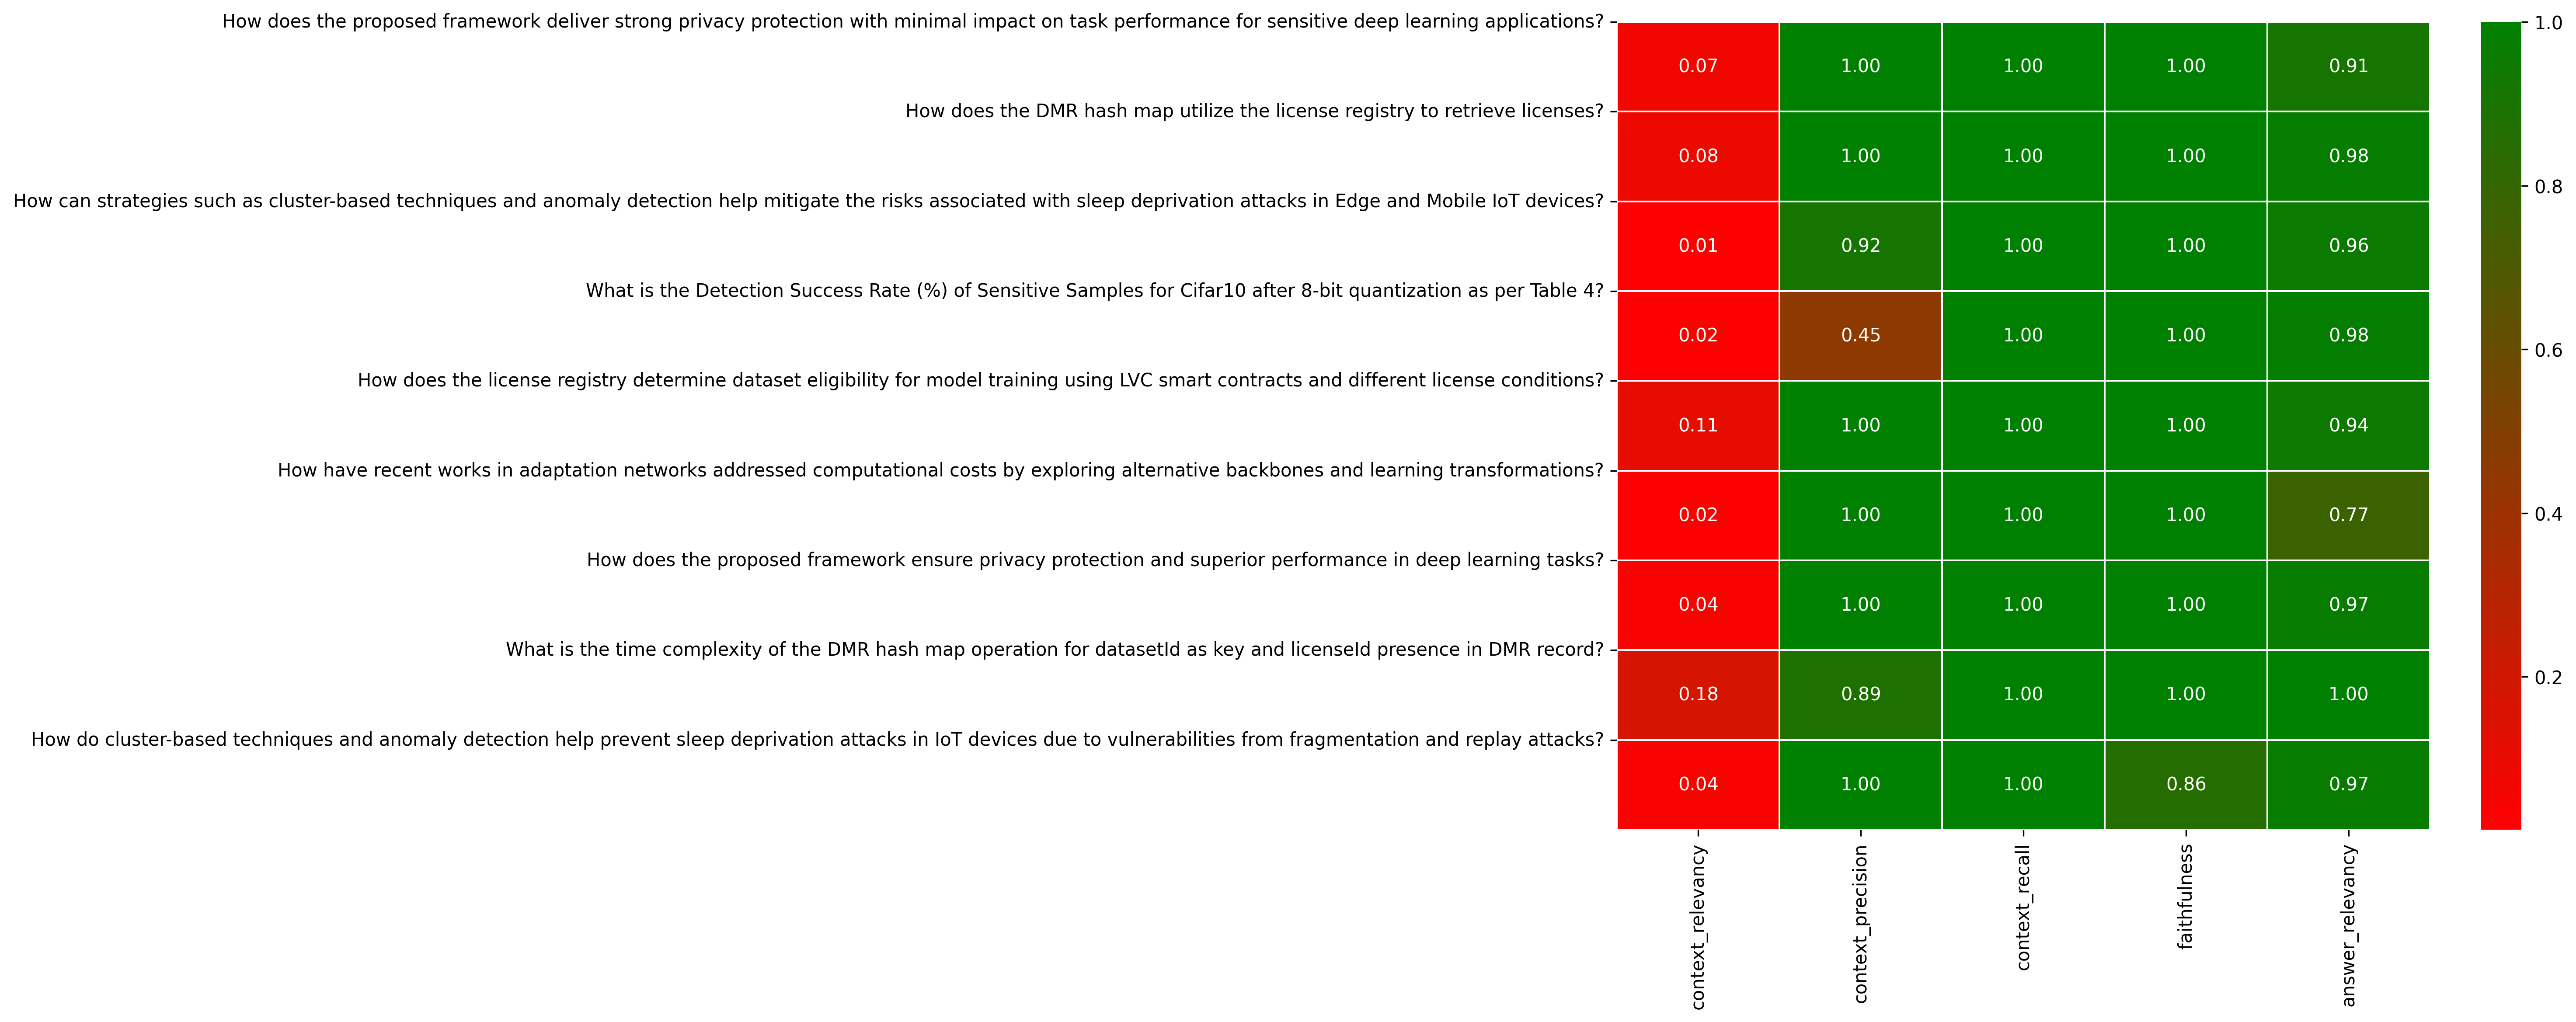 How does the proposed framework deliver strong privacy protection with minimal impact on task performance for sensitive deep learning applications?
1.0
0.07 1.00 1.00 1.00 0.91
How does the DMR hash map utilize the license registry to retrieve licenses?
0.08 1.00 1.00 1.00 0.98
0.8
How can strategies such as cluster-based techniques and anomaly detection help mitigate the risks associated with sleep deprivation attacks in Edge and Mobile IoT devices?
0.01 0.92 1.00 1.00 0.96
What is the Detection Success Rate (%) of Sensitive Samples for Cifar10 after 8-bit quantization as per Table 4?
0.02 0.45 1.00 1.00 0.98
0.6
How does the license registry determine dataset eligibility for model training using LVC smart contracts and different license conditions?
0.11 1.00 1.00 1.00 0.94
How have recent works in adaptation networks addressed computational costs by exploring alternative backbones and learning transformations?
0.02 1.00 1.00 1.00 0.77
0.4
How does the proposed framework ensure privacy protection and superior performance in deep learning tasks?
0.04 1.00 1.00 1.00 0.97
What is the time complexity of the DMR hash map operation for datasetId as key and licenseId presence in DMR record?
0.2
0.18 0.89 1.00 1.00 1.00
How do cluster-based techniques and anomaly detection help prevent sleep deprivation attacks in IoT devices due to vulnerabilities from fragmentation and replay attacks?
0.04 1.00 1.00 0.86 0.97
context_relevancy
context_precision
context_recall
faithfulness
answer_relevancy